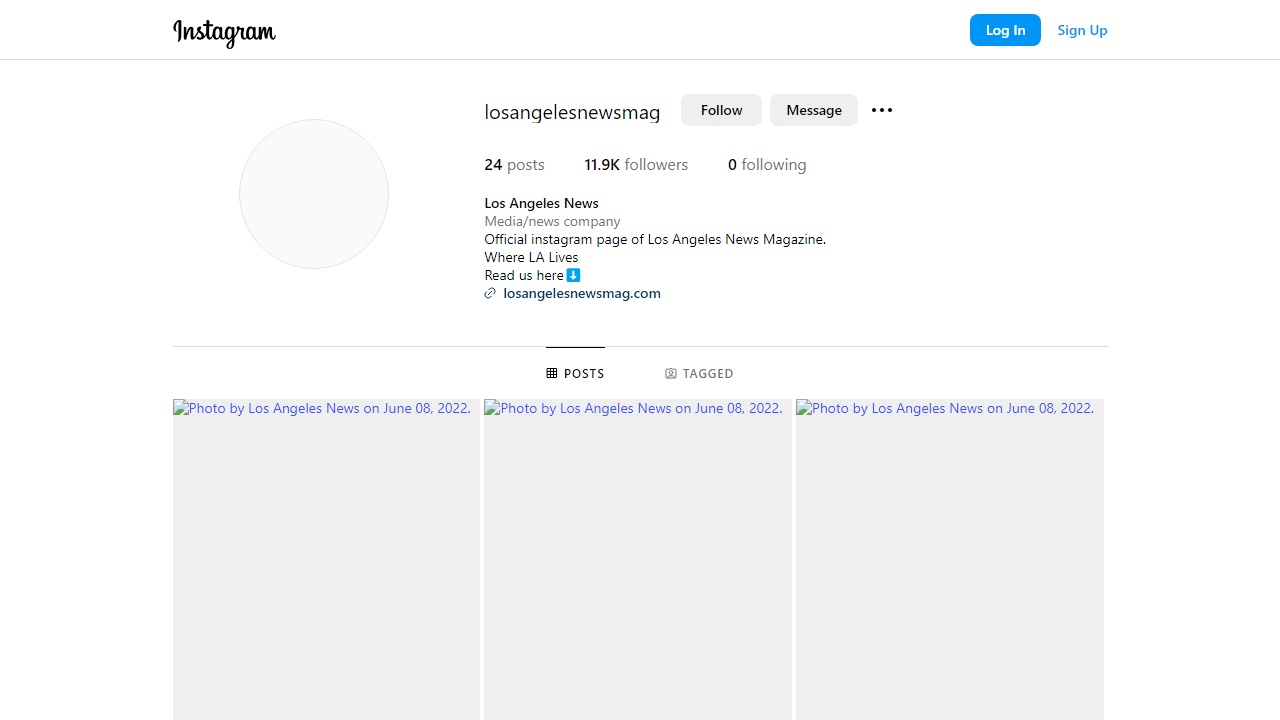 Instagram
Log In
Sign Up
losangelesnewsmag
Follow
Message
24 posts
11.9K followers
0 following
Los Angeles News
Media/news company
Official instagram page of Los Angeles News Magazine.
Where LA Lives
Read us here⬇️
losangelesnewsmag.com
POSTS
TAGGED
Photo by Los Angeles News on June 08, 2022.
Photo by Los Angeles News on June 08, 2022.
Photo by Los Angeles News on June 08, 2022.